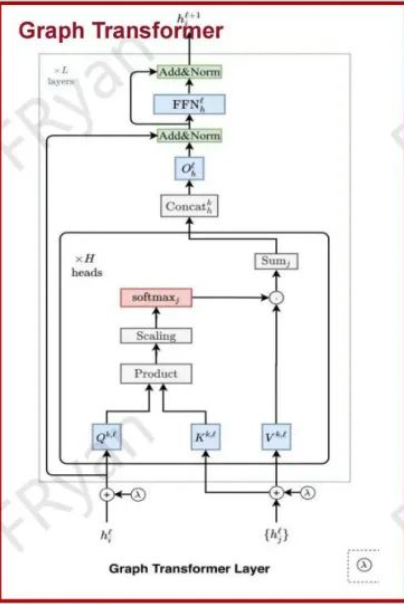 Graph Transformer
h_i^{ℓ+1}
×L
layers
Add&Norm
FFN_h^ℓ
Add&Norm
O_h^ℓ
Concat_h^k
×H
heads
Sum_j
softmax_j
Scaling
Product
Q^{k,ℓ} K^{k,ℓ} V^{k,ℓ}
+ λ + λ
h_i^ℓ {h_j^ℓ}
Graph Transformer Layer
λ
FRyan
FRyan
FRyan